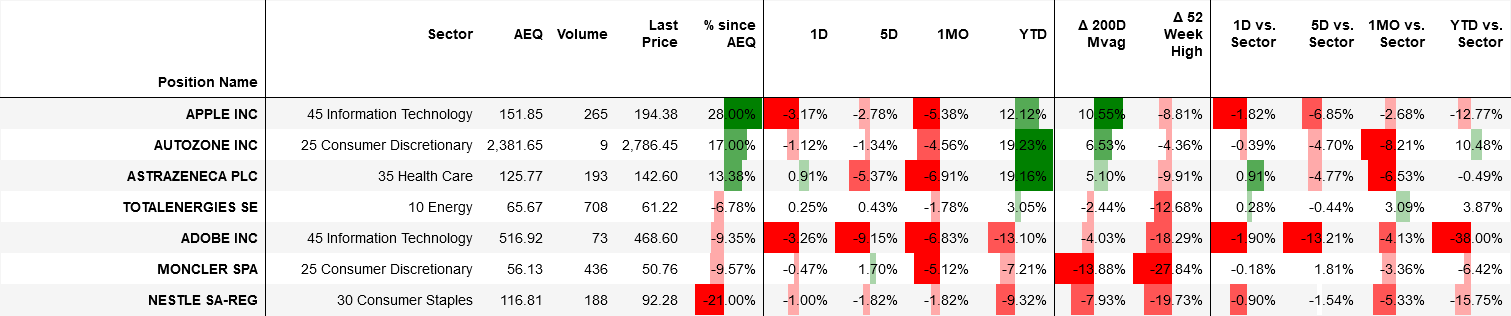 Position Name Sector AEQ Volume Last Price % since AEQ 1D 5D 1MO YTD Δ 200D Mvag Δ 52 Week High 1D vs. Sector 5D vs. Sector 1MO vs. Sector YTD vs. Sector
APPLE INC 45 Information Technology 151.85 265 194.38 28.00% -3.17% -2.78% -5.38% 12.12% 10.55% -8.81% -1.82% -6.85% -2.68% -12.77%
AUTOZONE INC 25 Consumer Discretionary 2,381.65 9 2,786.45 17.00% -1.12% -1.34% -4.56% 19.23% 6.53% -4.36% -0.39% -4.70% -8.21% 10.48%
ASTRAZENECA PLC 35 Health Care 125.77 193 142.60 13.38% 0.91% -5.37% -6.91% 19.16% 5.10% -9.91% 0.91% -4.77% -6.53% -0.49%
TOTALENERGIES SE 10 Energy 65.67 708 61.22 -6.78% 0.25% 0.43% -1.78% 3.05% -2.44% -12.68% 0.28% -0.44% 3.09% 3.87%
ADOBE INC 45 Information Technology 516.92 73 468.60 -9.35% -3.26% -9.15% -6.83% -13.10% -4.03% -18.29% -1.90% -13.21% -4.13% -38.00%
MONCLER SPA 25 Consumer Discretionary 56.13 436 50.76 -9.57% -0.47% 1.70% -5.12% -7.21% -13.88% -27.84% -0.18% 1.81% -3.36% -6.42%
NESTLE SA-REG 30 Consumer Staples 116.81 188 92.28 -21.00% -1.00% -1.82% -1.82% -9.32% -7.93% -19.73% -0.90% -1.54% -5.33% -15.75%